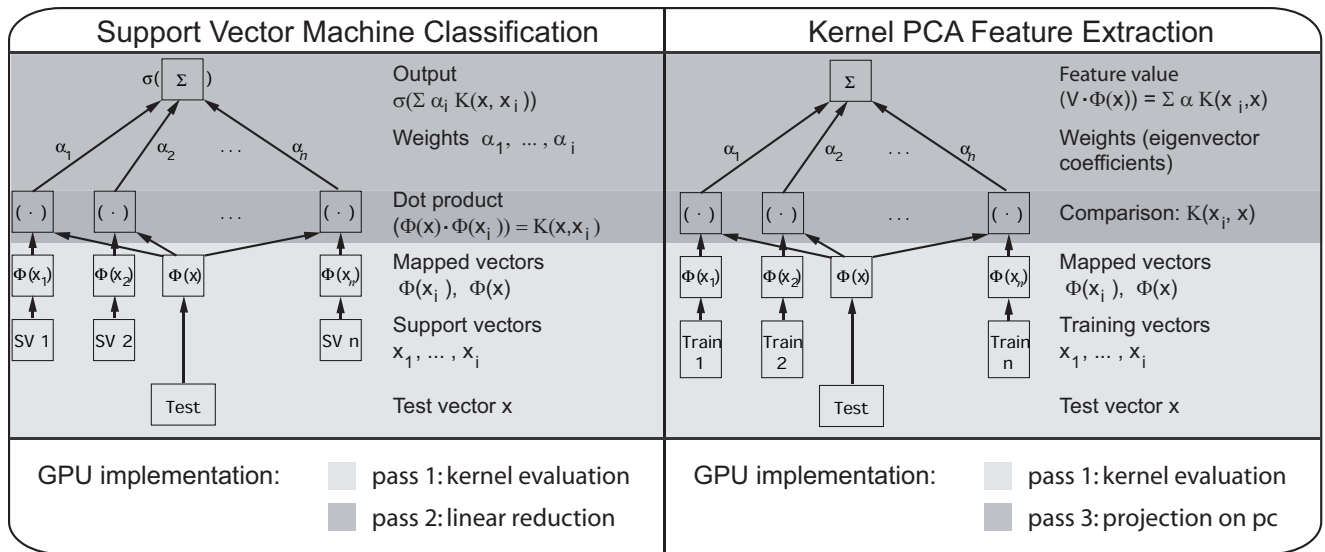 Support Vector Machine Classification
σ( Σ )
Output
σ(Σ αi K(x, xi))
Weights α1, ..., αi
α1 α2 ... αn
(·) (·) ... (·)
Dot product
(Φ(x)·Φ(xi)) = K(x,xi)
Φ(x1) Φ(x2) Φ(x) Φ(xn)
Mapped vectors
Φ(xi), Φ(x)
SV 1 SV 2 SV n
Support vectors
x1, ... , xi
Test
Test vector x
GPU implementation:
pass 1: kernel evaluation
pass 2: linear reduction
Kernel PCA Feature Extraction
Σ
Feature value
(V·Φ(x)) = Σ α K(xi,x)
Weights (eigenvector
coefficients)
α1 α2 ... αn
(·) (·) ... (·)
Comparison: K(xi, x)
Φ(x1) Φ(x2) Φ(x) Φ(xn)
Mapped vectors
Φ(xi), Φ(x)
Train
1
Train
2
Train
n
Training vectors
x1, ... , xi
Test
Test vector x
GPU implementation:
pass 1: kernel evaluation
pass 3: projection on pc